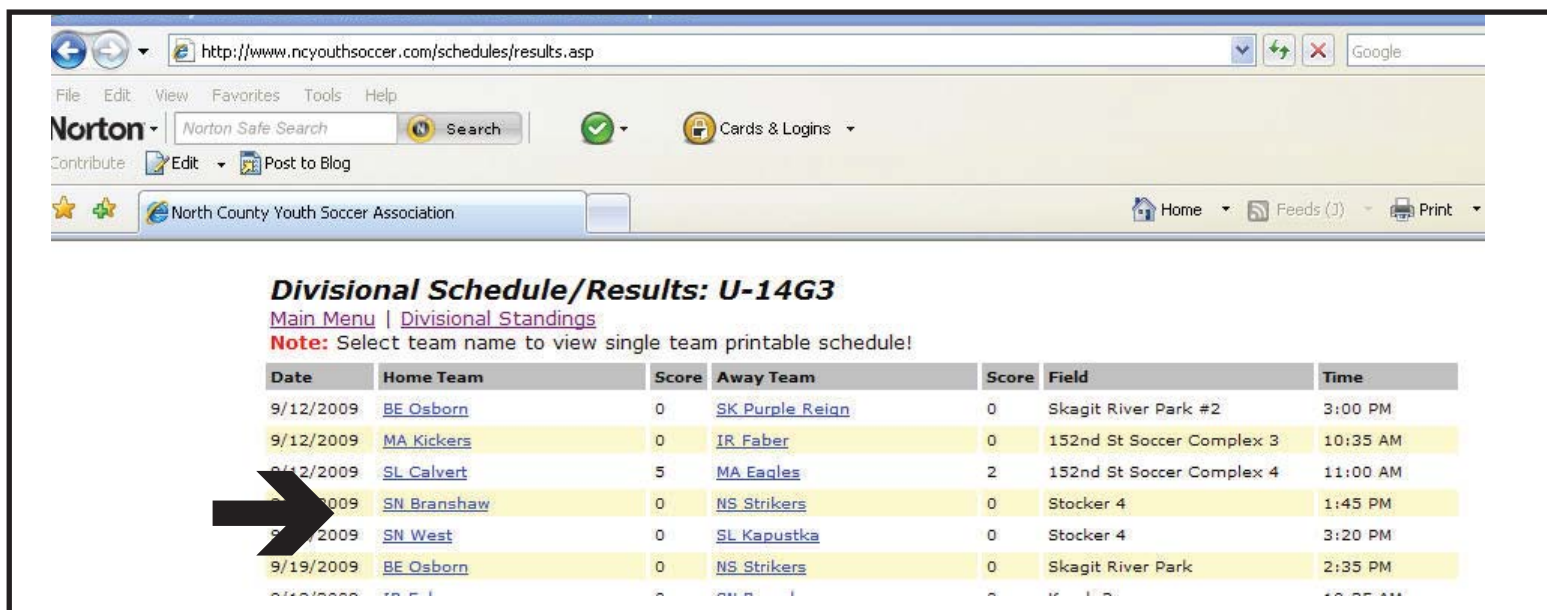 http://www.ncyouthsoccer.com/schedules/results.asp Google
File Edit View Favorites Tools Help
Norton Norton Safe Search Search Cards & Logins
Contribute Edit Post to Blog
North County Youth Soccer Association Home Feeds (J) Print
Divisional Schedule/Results: U-14G3
Main Menu | Divisional Standings
Note: Select team name to view single team printable schedule!
Date Home Team Score Away Team Score Field Time
9/12/2009 BE Osborn 0 SK Purple Reign 0 Skagit River Park #2 3:00 PM
9/12/2009 MA Kickers 0 IR Faber 0 152nd St Soccer Complex 3 10:35 AM
9/12/2009 SL Calvert 5 MA Eagles 2 152nd St Soccer Complex 4 11:00 AM
009 SN Branshaw 0 NS Strikers 0 Stocker 4 1:45 PM
2009 SN West 0 SL Kapustka 0 Stocker 4 3:20 PM
9/19/2009 BE Osborn 0 NS Strikers 0 Skagit River Park 2:35 PM